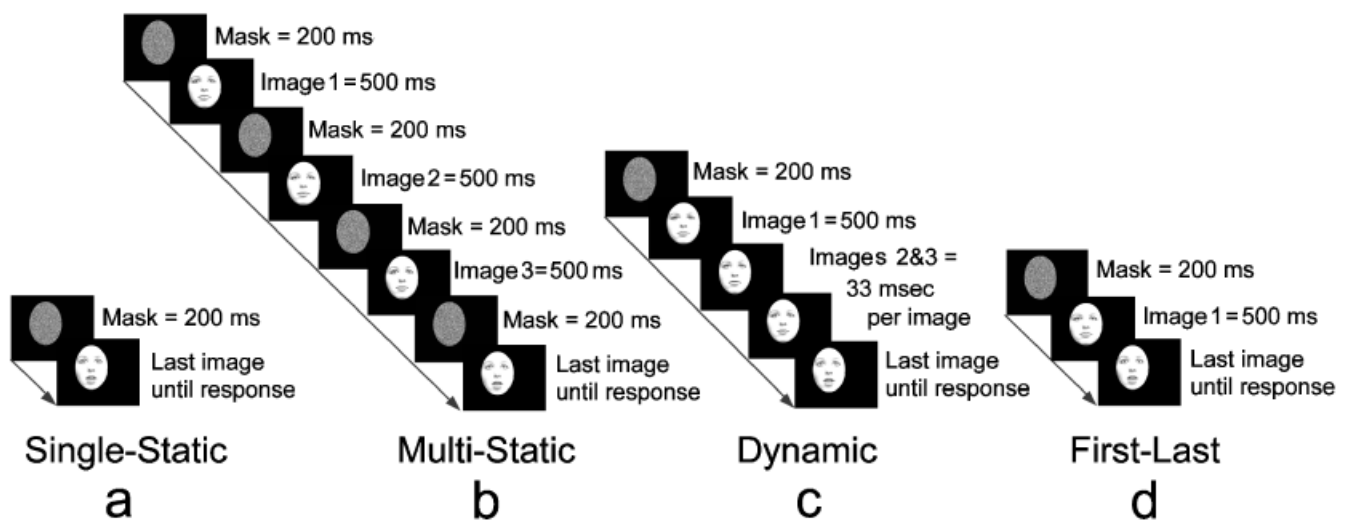 Mask = 200 ms
Last image
until response
Single-Static
a
Mask = 200 ms
Image 1 = 500 ms
Mask = 200 ms
Image 2 = 500 ms
Mask = 200 ms
Image 3 = 500 ms
Mask = 200 ms
Last image
until response
Multi-Static
b
Mask = 200 ms
Image 1 = 500 ms
Images 2&3 =
33 msec
per image
Last image
until response
Dynamic
c
Mask = 200 ms
Image 1 = 500 ms
Last image
until response
First-Last
d